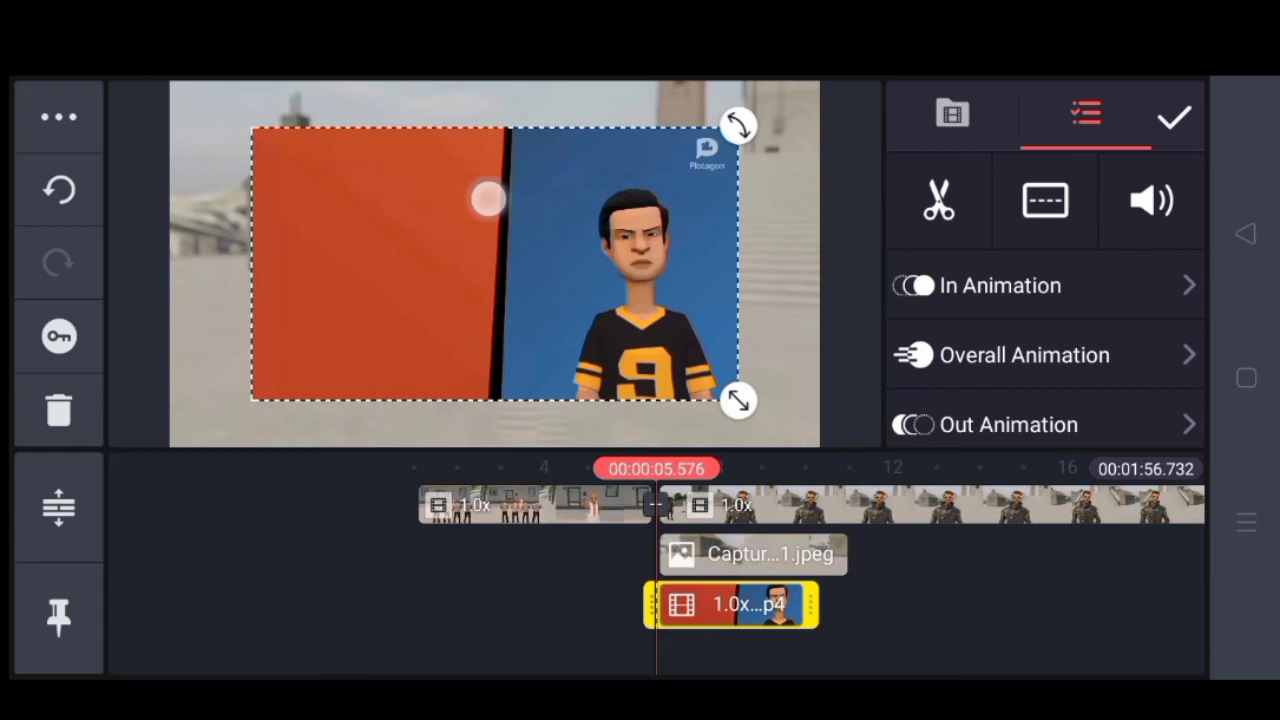 Plotagon
9
In Animation
Overall Animation
Out Animation
4
00:00:05.576
12
16
00:01:56.732
1.0x
1.0x
Captur...1.jpeg
1.0x...p4